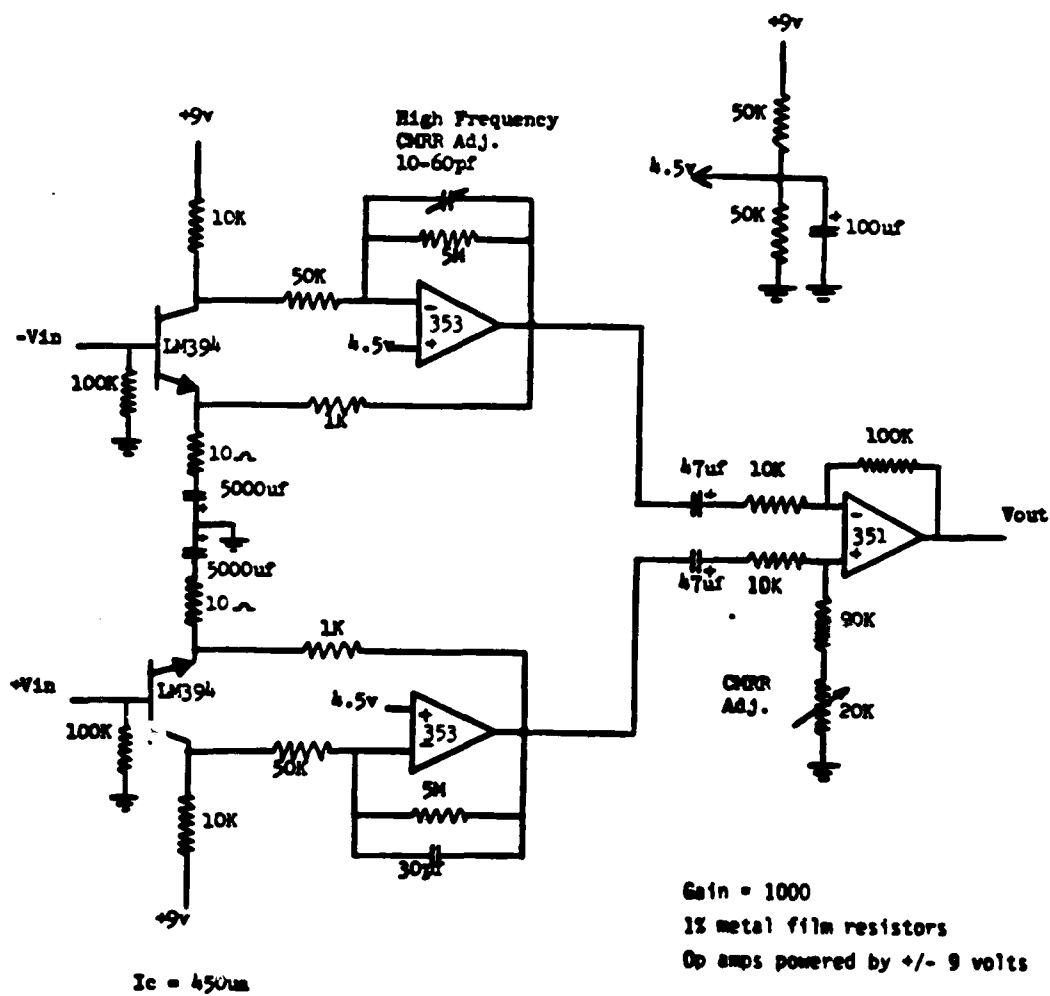 +9v
50K
4.5v
50K
+
100uf
+9v
High Frequency
CMRR Adj.
10-60pf
10K
5M
50K
-
353
+
4.5v
-Vin
LM394
100K
1K
10Ω
5000uf
+
+
5000uf
10Ω
1K
+Vin
LM394
100K
4.5v
+
353
-
50K
5M
30pf
10K
+9v
Ic = 450ua
47uf
+
10K
100K
-
351
+
Vout
+
47uf
10K
90K
CMRR
Adj.
20K
Gain = 1000
1% metal film resistors
Op amps powered by +/- 9 volts